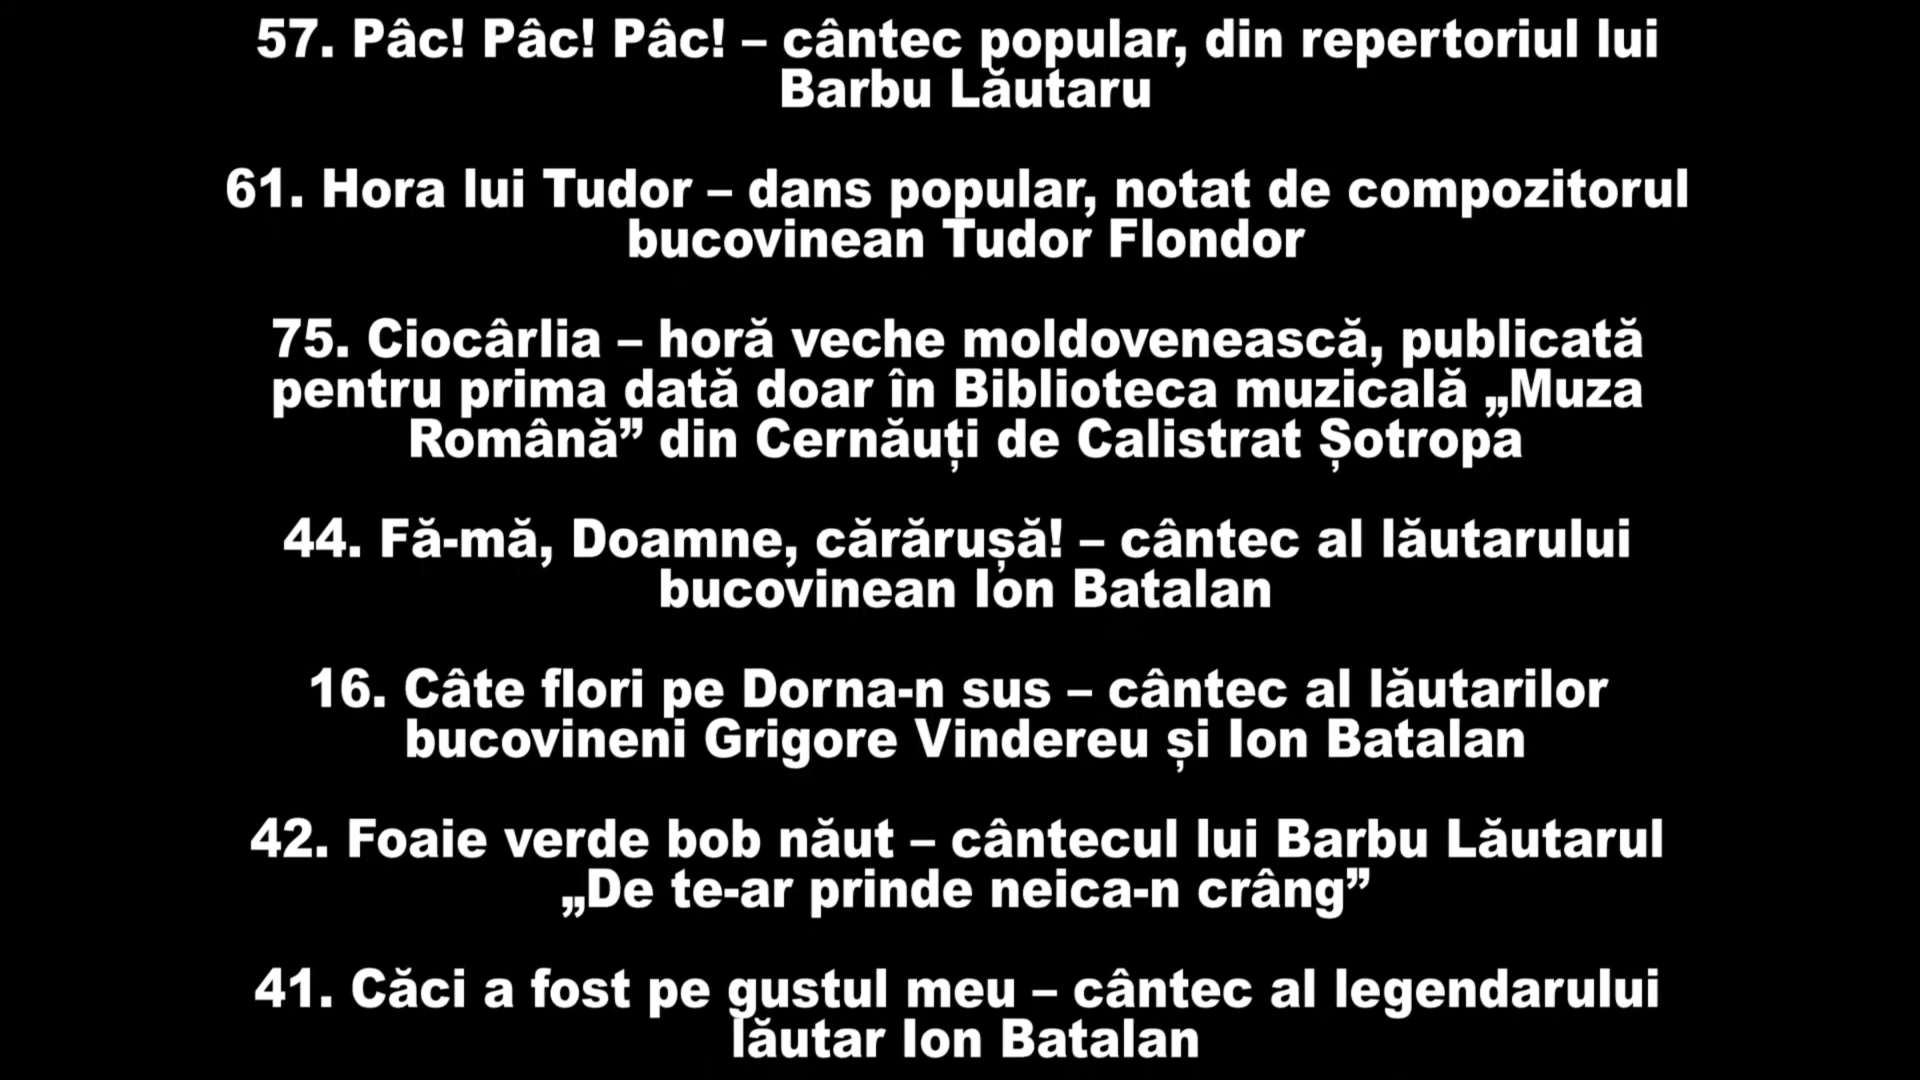 57. Pâc! Pâc! Pâc! – cântec popular, din repertoriul lui
Barbu Lăutaru
61. Hora lui Tudor – dans popular, notat de compozitorul
bucovinean Tudor Flondor
75. Ciocârlia – horă veche moldovenească, publicată
pentru prima dată doar în Biblioteca muzicală „Muza
Română” din Cernăuți de Calistrat Șotropa
44. Fă-mă, Doamne, cărărușă! – cântec al lăutarului
bucovinean Ion Batalan
16. Câte flori pe Dorna-n sus – cântec al lăutarilor
bucovineni Grigore Vindereu și Ion Batalan
42. Foaie verde bob năut – cântecul lui Barbu Lăutarul
„De te-ar prinde neica-n crâng”
41. Căci a fost pe gustul meu – cântec al legendarului
lăutar Ion Batalan